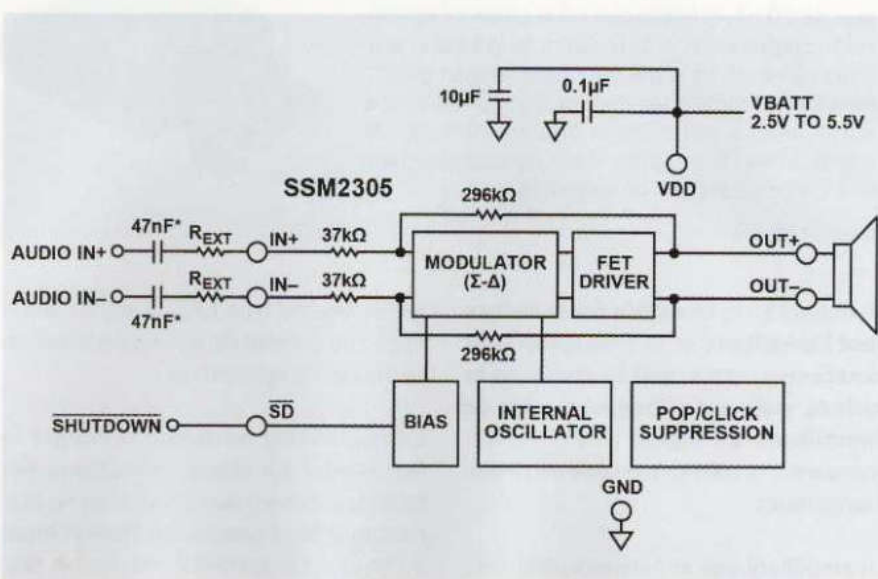 10µF
0.1µF
VBATT
2.5V TO 5.5V
VDD
SSM2305
296kΩ
47nF*
REXT
IN+
37kΩ
AUDIO IN+
MODULATOR
(Σ-Δ)
FET
DRIVER
OUT+
REXT
IN–
37kΩ
AUDIO IN–
OUT–
47nF*
296kΩ
SHUTDOWN
SD
BIAS
INTERNAL
OSCILLATOR
POP/CLICK
SUPPRESSION
GND